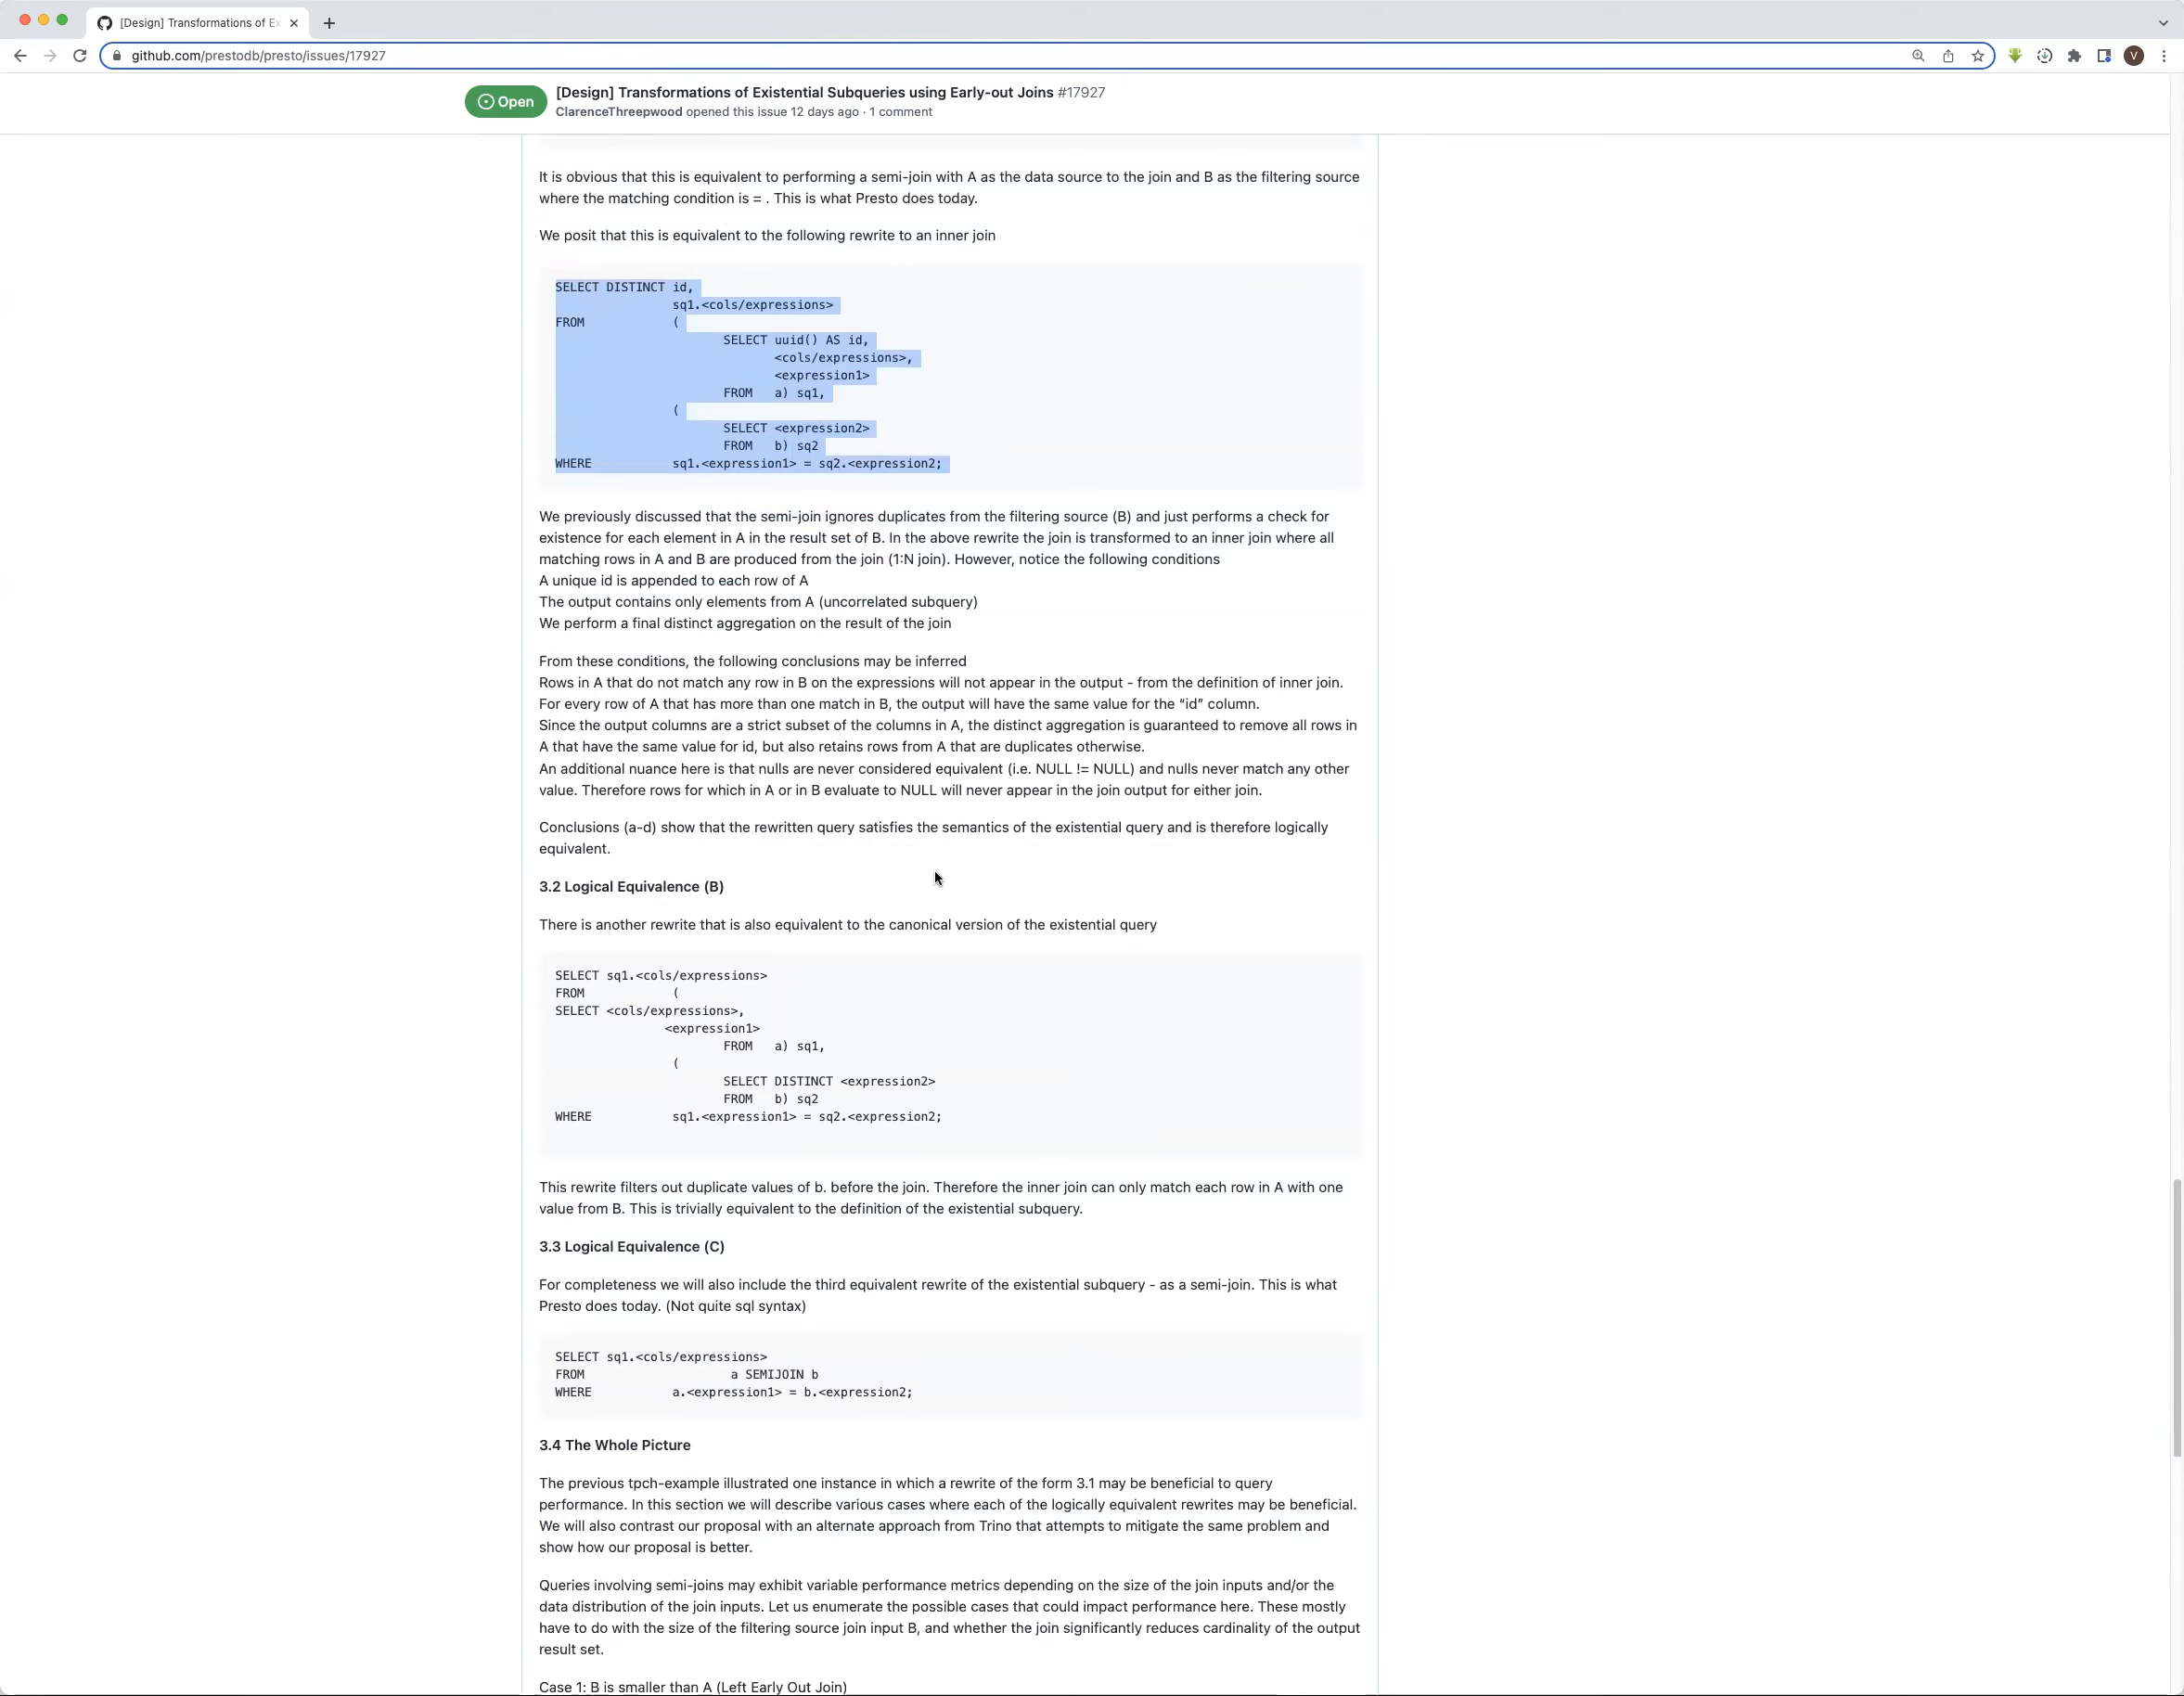 [Design] Transformations of Ex
github.com/prestodb/presto/issues/17927
V
Open
[Design] Transformations of Existential Subqueries using Early-out Joins #17927
ClarenceThreepwood opened this issue 12 days ago · 1 comment
It is obvious that this is equivalent to performing a semi-join with A as the data source to the join and B as the filtering source
where the matching condition is = . This is what Presto does today.
We posit that this is equivalent to the following rewrite to an inner join
SELECT DISTINCT id,
sq1.<cols/expressions>
FROM (
SELECT uuid() AS id,
<cols/expressions>,
<expression1>
FROM a) sq1,
(
SELECT <expression2>
FROM b) sq2
WHERE sq1.<expression1> = sq2.<expression2;
We previously discussed that the semi-join ignores duplicates from the filtering source (B) and just performs a check for
existence for each element in A in the result set of B. In the above rewrite the join is transformed to an inner join where all
matching rows in A and B are produced from the join (1:N join). However, notice the following conditions
A unique id is appended to each row of A
The output contains only elements from A (uncorrelated subquery)
We perform a final distinct aggregation on the result of the join
From these conditions, the following conclusions may be inferred
Rows in A that do not match any row in B on the expressions will not appear in the output - from the definition of inner join.
For every row of A that has more than one match in B, the output will have the same value for the “id” column.
Since the output columns are a strict subset of the columns in A, the distinct aggregation is guaranteed to remove all rows in
A that have the same value for id, but also retains rows from A that are duplicates otherwise.
An additional nuance here is that nulls are never considered equivalent (i.e. NULL != NULL) and nulls never match any other
value. Therefore rows for which in A or in B evaluate to NULL will never appear in the join output for either join.
Conclusions (a-d) show that the rewritten query satisfies the semantics of the existential query and is therefore logically
equivalent.
3.2 Logical Equivalence (B)
There is another rewrite that is also equivalent to the canonical version of the existential query
SELECT sq1.<cols/expressions>
FROM (
SELECT <cols/expressions>,
<expression1>
FROM a) sq1,
(
SELECT DISTINCT <expression2>
FROM b) sq2
WHERE sq1.<expression1> = sq2.<expression2;
This rewrite filters out duplicate values of b. before the join. Therefore the inner join can only match each row in A with one
value from B. This is trivially equivalent to the definition of the existential subquery.
3.3 Logical Equivalence (C)
For completeness we will also include the third equivalent rewrite of the existential subquery - as a semi-join. This is what
Presto does today. (Not quite sql syntax)
SELECT sq1.<cols/expressions>
FROM a SEMIJOIN b
WHERE a.<expression1> = b.<expression2;
3.4 The Whole Picture
The previous tpch-example illustrated one instance in which a rewrite of the form 3.1 may be beneficial to query
performance. In this section we will describe various cases where each of the logically equivalent rewrites may be beneficial.
We will also contrast our proposal with an alternate approach from Trino that attempts to mitigate the same problem and
show how our proposal is better.
Queries involving semi-joins may exhibit variable performance metrics depending on the size of the join inputs and/or the
data distribution of the join inputs. Let us enumerate the possible cases that could impact performance here. These mostly
have to do with the size of the filtering source join input B, and whether the join significantly reduces cardinality of the output
result set.
Case 1: B is smaller than A (Left Early Out Join)